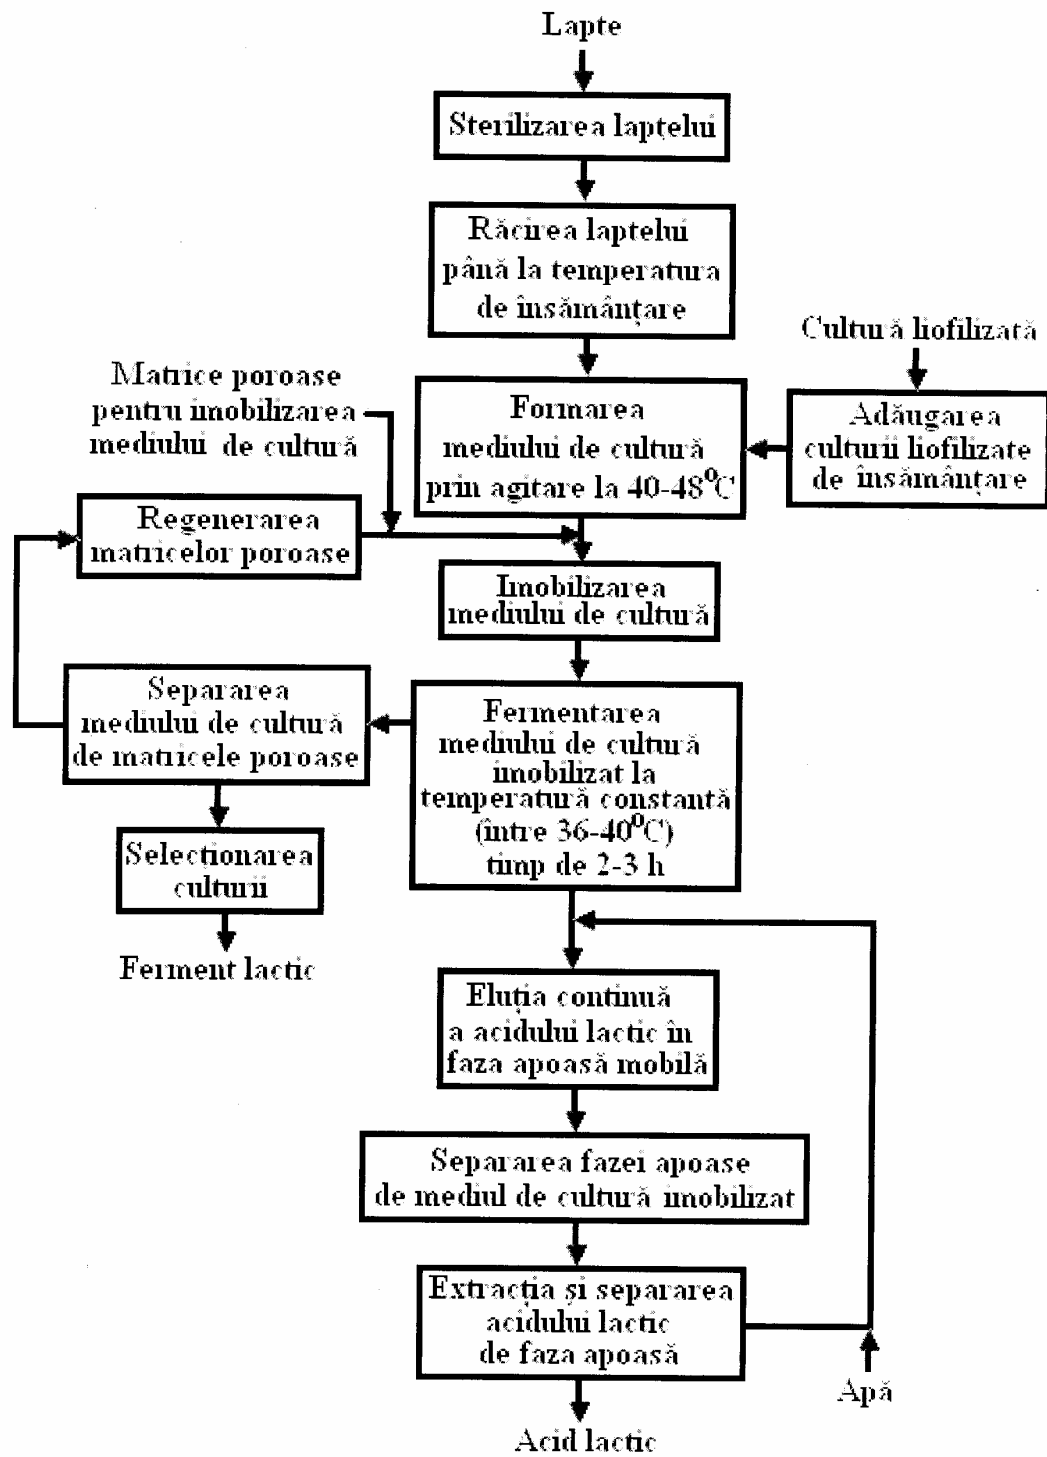 Lapte
Sterilizarea laptelui
Răcirea laptelui
până la temperatura
de însămânțare
Cultură liofilizată
Matrice poroase
pentru imobilizarea
mediului de cultură
Formarea
mediului de cultură
prin agitare la 40-48⁰C
Adăugarea
culturii liofilizate
de însămânțare
Regenerarea
matricelor poroase
Imobilizarea
mediului de cultură
Separarea
mediului de cultură
de matricele poroase
Fermentarea
mediului de cultură
imobilizat la
temperatură constantă
(între 36-40⁰C)
timp de 2-3 h
Selecționarea
culturii
Ferment lactic
Eluția continuă
a acidului lactic în
faza apoasă mobilă
Separarea fazei apoase
de mediul de cultură imobilizat
Extracția și separarea
acidului lactic
de faza apoasă
Apă
Acid lactic